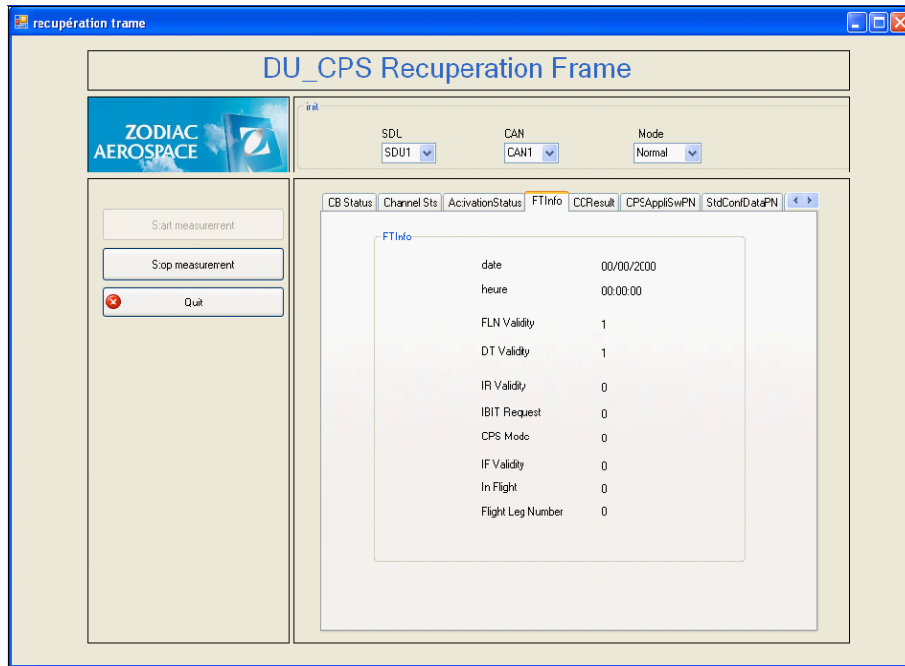 recupération trame
DU_CPS Recuperation Frame
ZODIAC
AEROSPACE
init
SDL CAN Mode
SDU1 CAN1 Normal
Start measurement
Stop measurement
Quit
CB Status Channel Sts ActivationStatus FTInfo CCResult CPSAppliSwPN StdConfDataPN
FTInfo
date 00/00/2000
heure 00:00:00
FLN Validity 1
DT Validity 1
IR Validity 0
IBIT Request 0
CPS Mode 0
IF Validity 0
In Flight 0
Flight Leg Number 0